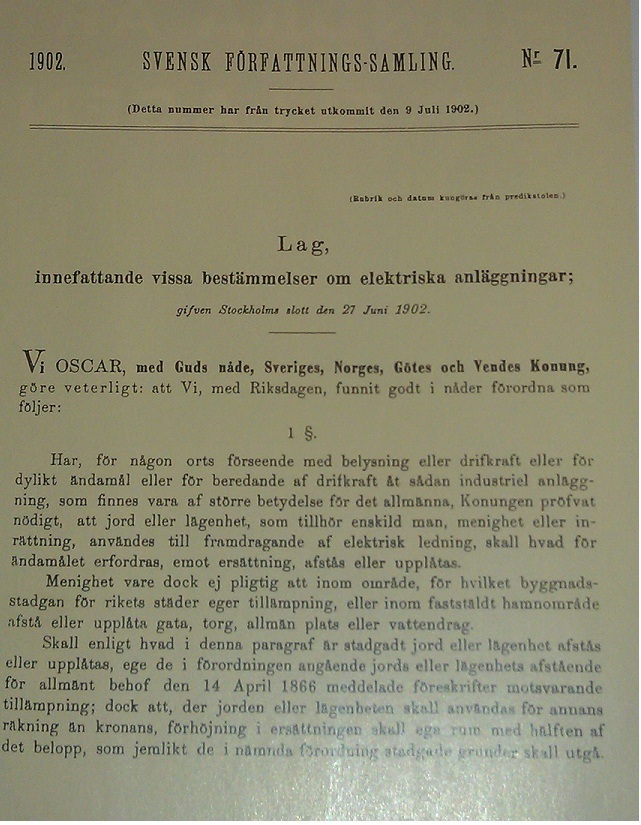 1902. SVENSK FÖRFATTNINGS-SAMLING. Nr 71.
(Detta nummer har från trycket utkommit den 9 Juli 1902.)
(Rubrik och datum kungöras från predikstolen.)
Lag,
innefattande vissa bestämmelser om elektriska anläggningar;
gifven Stockholms slott den 27 Juni 1902.
Vi OSCAR, med Guds nåde, Sveriges, Norges, Götes och Vendes Konung,
göre veterligt: att Vi, med Riksdagen, funnit godt i nåder förordna som
följer:
1 §.
Har, för någon orts förseende med belysning eller drifkraft eller för
dylikt ändamål eller för beredande af drifkraft åt sådan industriel anlägg-
ning, som finnes vara af större betydelse för det allmänna, Konungen pröfvat
nödigt, att jord eller lägenhet, som tillhör enskild man, menighet eller in-
rättning, användes till framdragande af elektrisk ledning, skall hvad för
ändamålet erfordras, emot ersättning, afstås eller upplåtas.
Menighet vare dock ej pligtig att inom område, för hvilket byggnads-
stadgan för rikets städer eger tillämpning, eller inom fastställdt hamnområde
afstå eller upplåta gata, torg, allmän plats eller vattendrag.
Skall enligt hvad i denna paragraf är stadgadt jord eller lägenhet afstås
eller upplåtas, ege de i förordningen angående jords eller lägenhets afstående
för allmänt behof den 14 April 1866 meddelade föreskrifter motsvarande
tillämpning; dock att, der jorden eller lägenheten skall användas för annans
räkning än kronans, förhöjning i ersättningen skall ega rum med hälften af
det belopp, som jemlikt de i nämnda förordning stadgade grunder skall utgå.